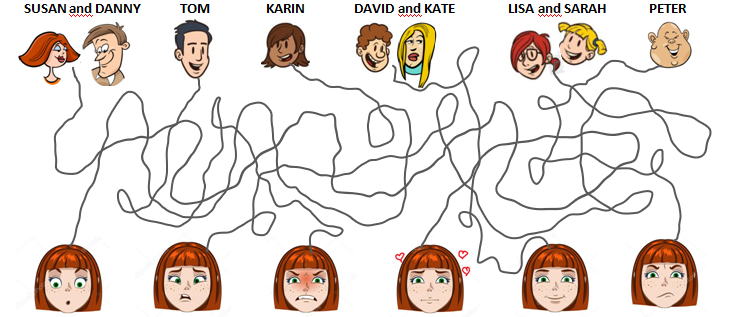 SUSAN and DANNY TOM KARIN DAVID and KATE LISA and SARAH PETER